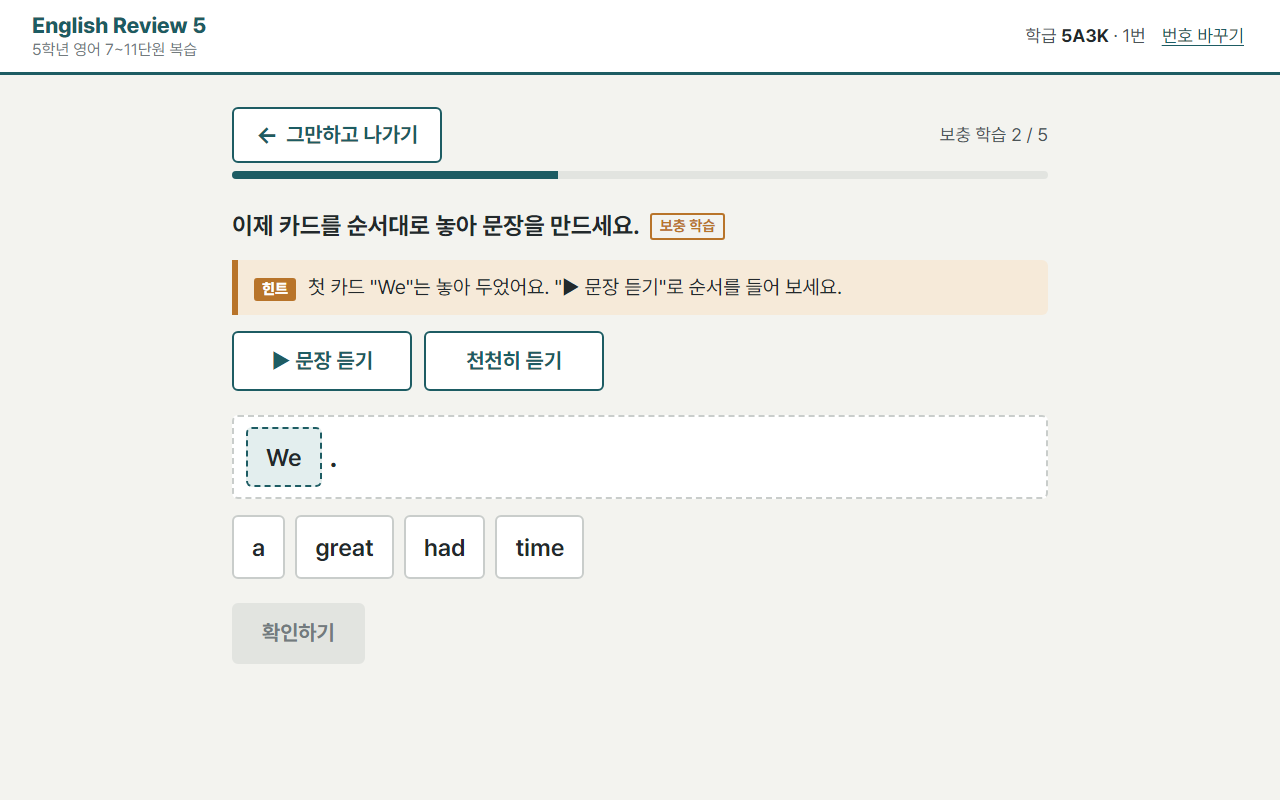 English Review 5
5학년 영어 7~11단원 복습
학급 5A3K · 1번 번호 바꾸기
← 그만하고 나가기
보충 학습 2 / 5
이제 카드를 순서대로 놓아 문장을 만드세요. 보충 학습
힌트 첫 카드 "We"는 놓아 두었어요. "▶ 문장 듣기"로 순서를 들어 보세요.
▶ 문장 듣기 천천히 듣기
We .
a great had time
확인하기